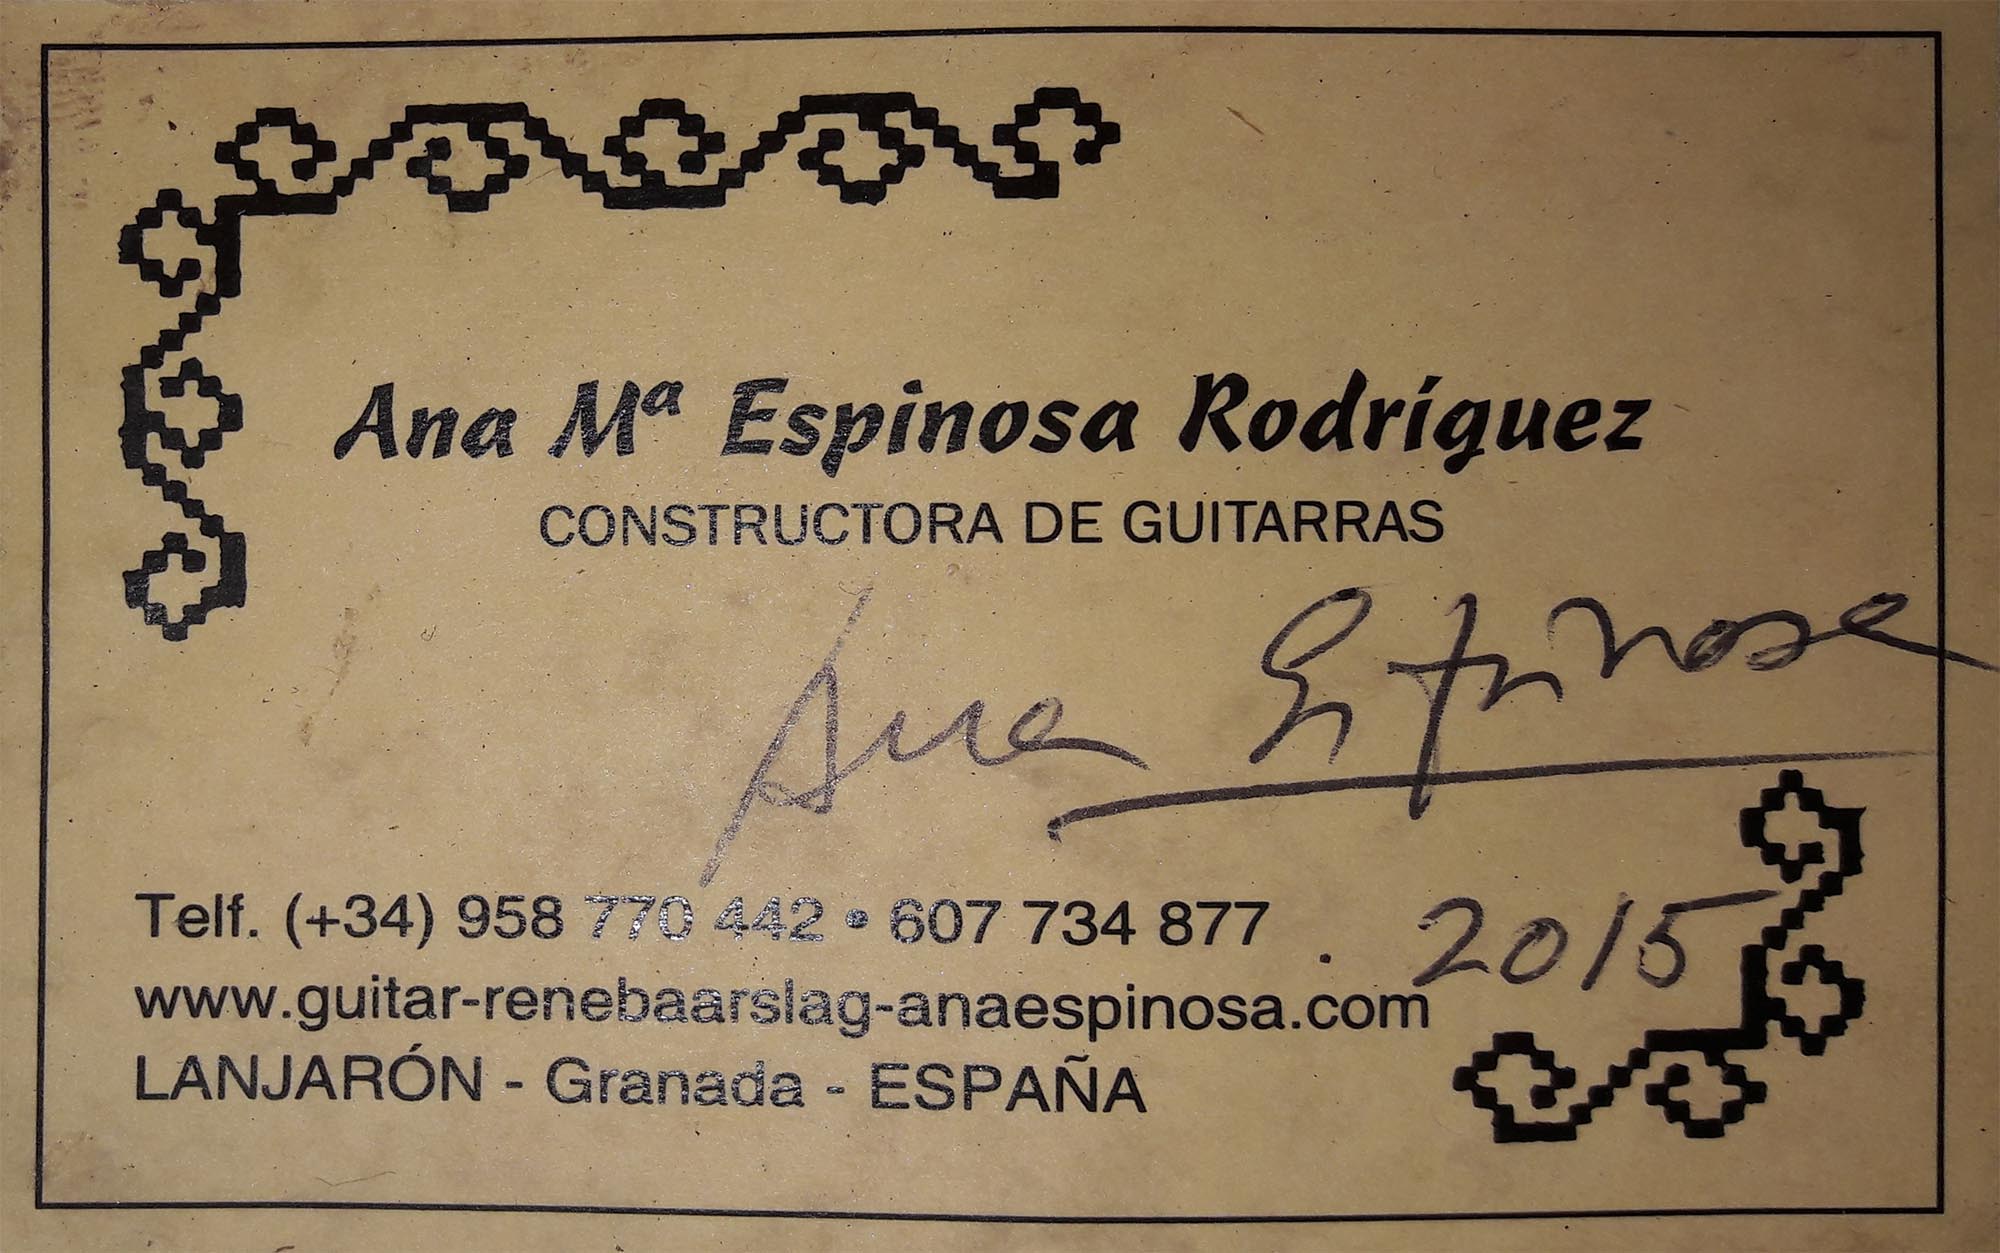 Ana Mª Espinosa Rodríguez
CONSTRUCTORA DE GUITARRAS
Ana Espinosa
Telf. (+34) 958 770 442 • 607 734 877
. 2015
www.guitar-renebaarslag-anaespinosa.com
LANJARÓN - Granada - ESPAÑA